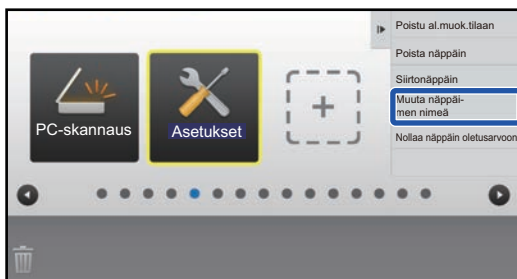 PC-skannaus
Asetukset
Poistu al.muok.tilaan
Poista näppäin
Siirtonäppäin
Muuta näppäi-
men nimeä
Nollaa näppäin oletusarvoon